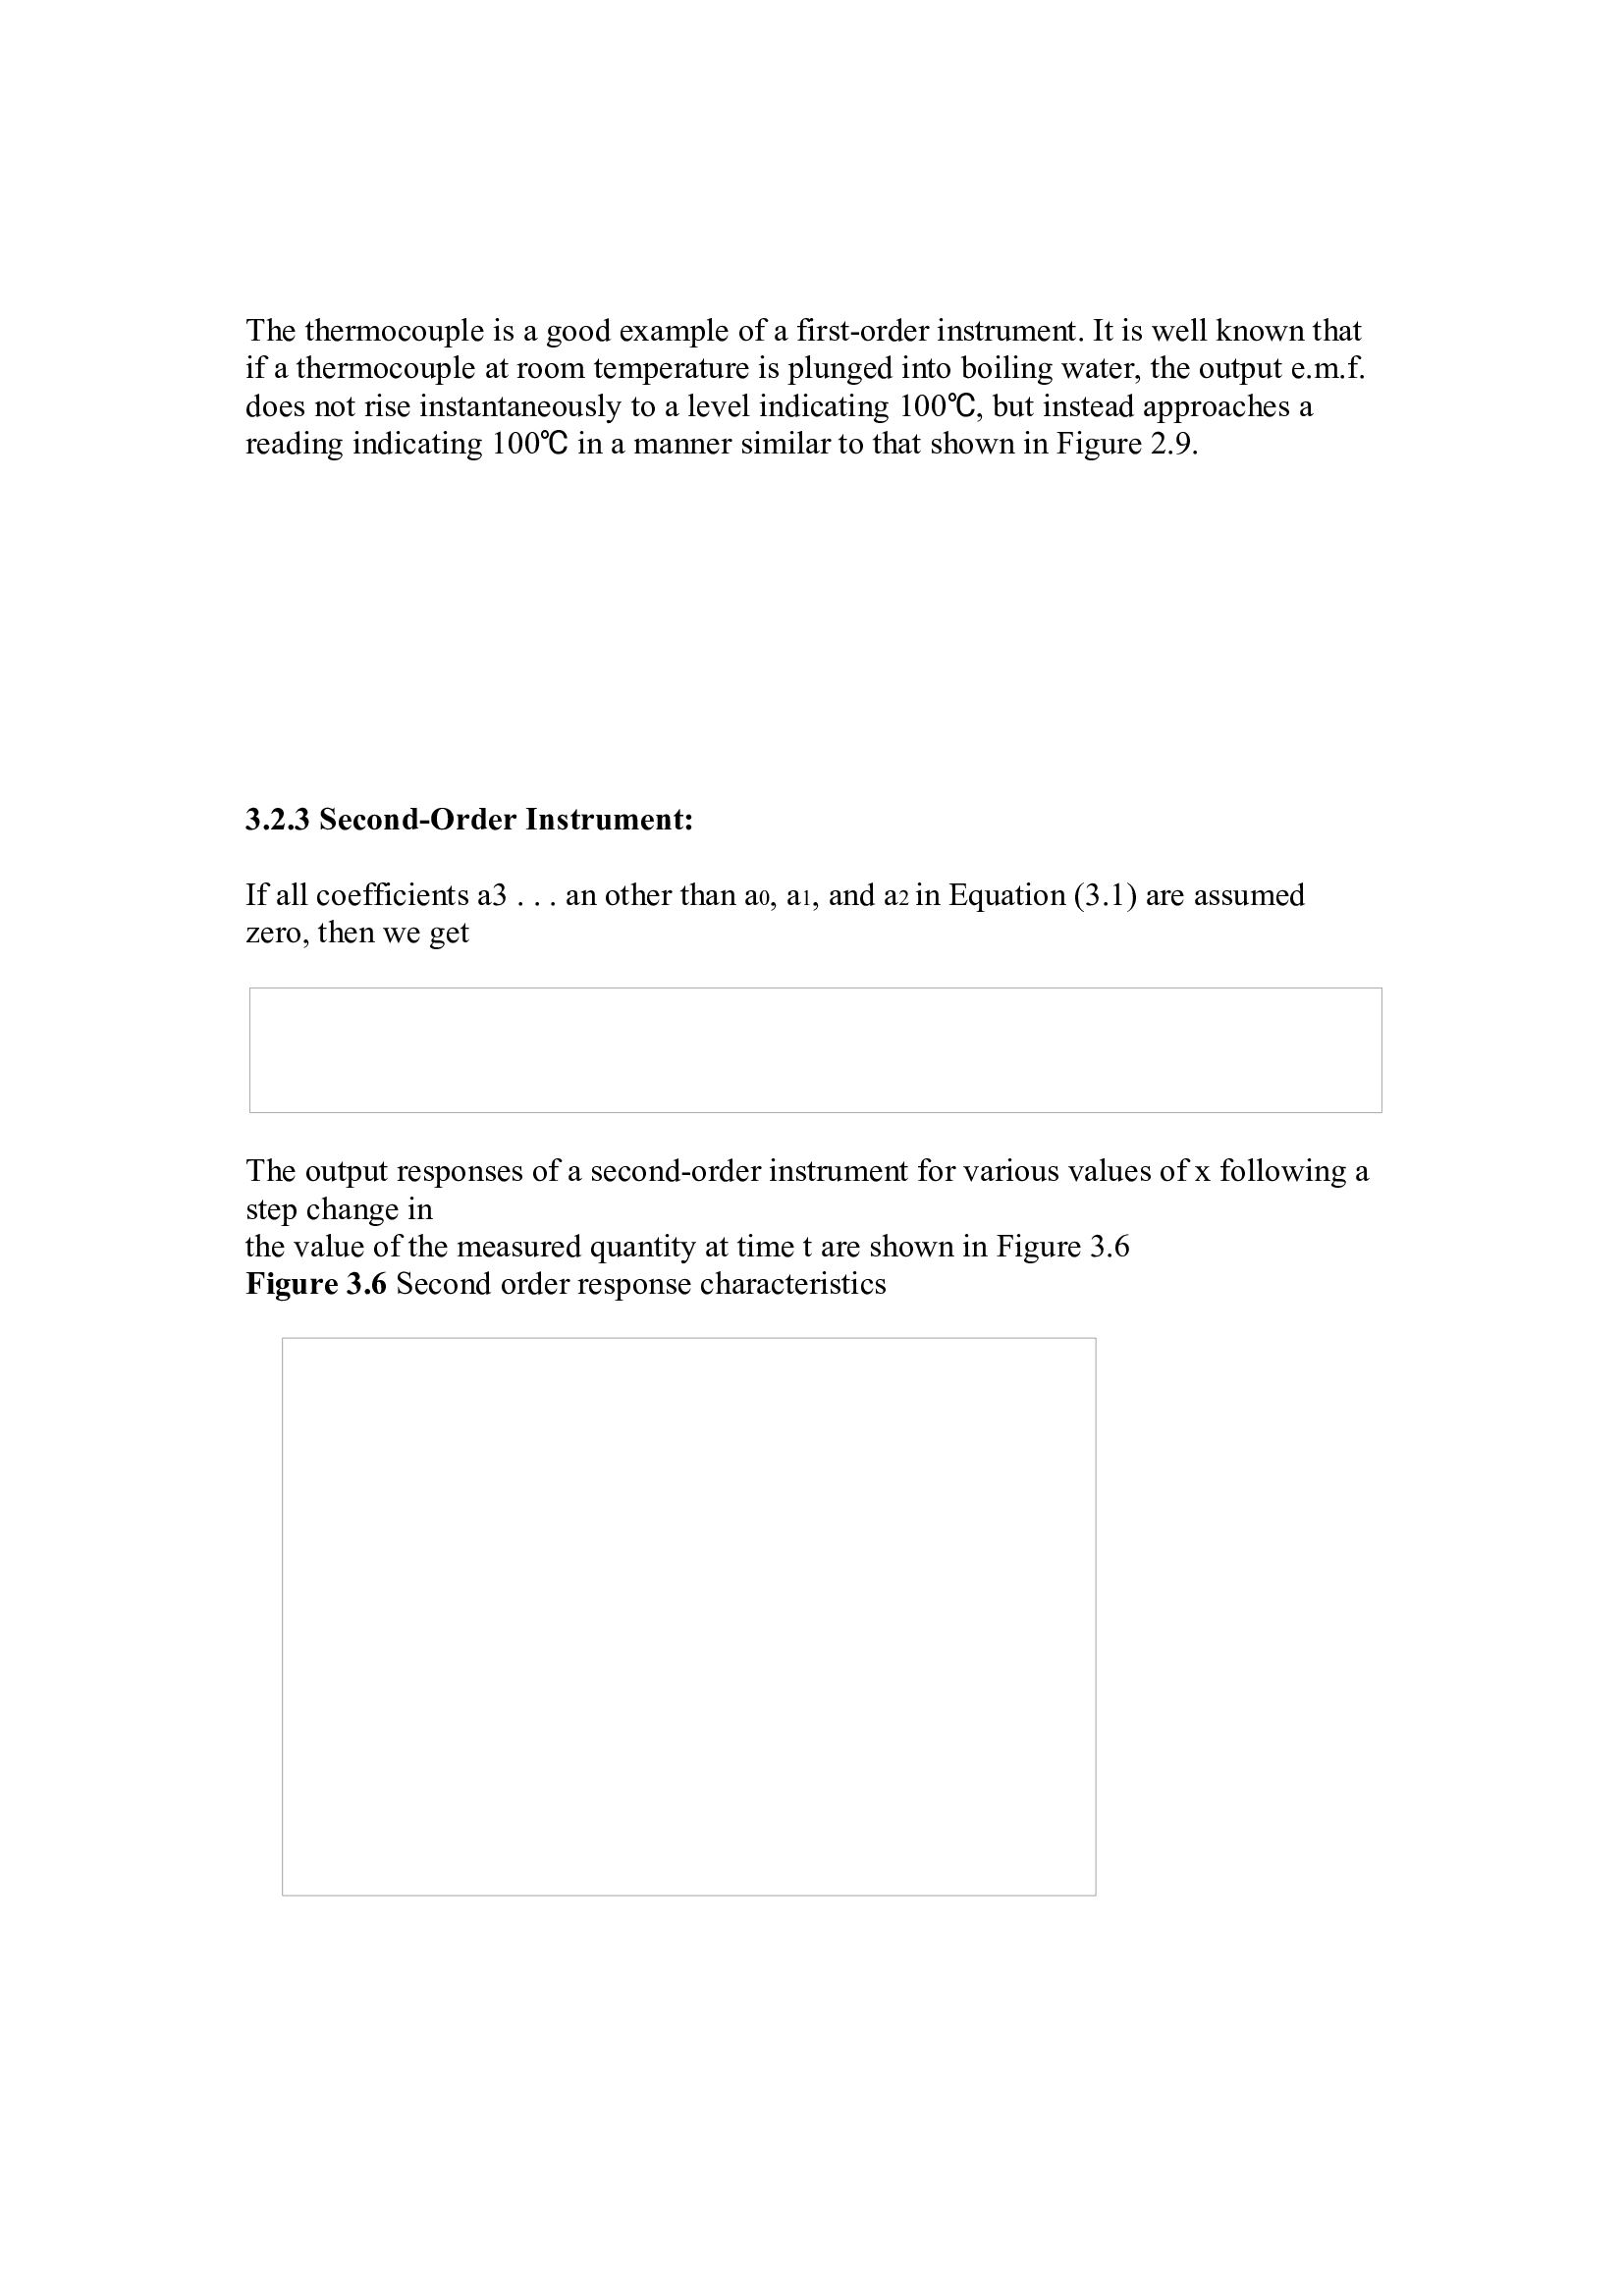 The thermocouple is a good example of a first-order instrument. It is well known that
if a thermocouple at room temperature is plunged into boiling water, the output e.m.f.
does not rise instantaneously to a level indicating 100℃, but instead approaches a
reading indicating 100℃ in a manner similar to that shown in Figure 2.9.
3.2.3 Second-Order Instrument:
If all coefficients a3 . . . an other than a0, a1, and a2 in Equation (3.1) are assumed
zero, then we get
The output responses of a second-order instrument for various values of x following a
step change in
the value of the measured quantity at time t are shown in Figure 3.6
Figure 3.6 Second order response characteristics